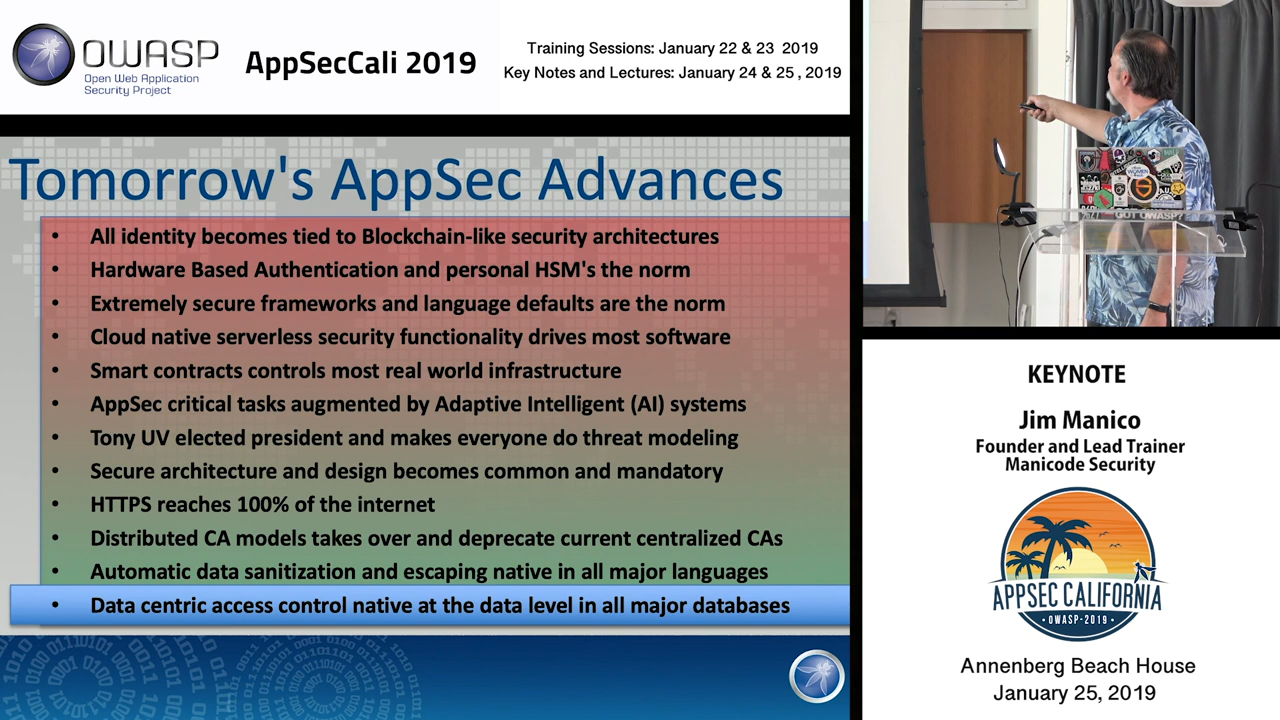 OWASP
Open Web Application
Security Project
AppSecCali 2019
Training Sessions: January 22 & 23 2019
Key Notes and Lectures: January 24 & 25 , 2019
Tomorrow's AppSec Advances
• All identity becomes tied to Blockchain-like security architectures
• Hardware Based Authentication and personal HSM's the norm
• Extremely secure frameworks and language defaults are the norm
• Cloud native serverless security functionality drives most software
• Smart contracts controls most real world infrastructure
• AppSec critical tasks augmented by Adaptive Intelligent (AI) systems
• Tony UV elected president and makes everyone do threat modeling
• Secure architecture and design becomes common and mandatory
• HTTPS reaches 100% of the internet
• Distributed CA models takes over and deprecate current centralized CAs
• Automatic data sanitization and escaping native in all major languages
• Data centric access control native at the data level in all major databases
GOT OWASP?
KEYNOTE
Jim Manico
Founder and Lead Trainer
Manicode Security
APPSEC CALIFORNIA
• OWASP-2019 •
Annenberg Beach House
January 25, 2019